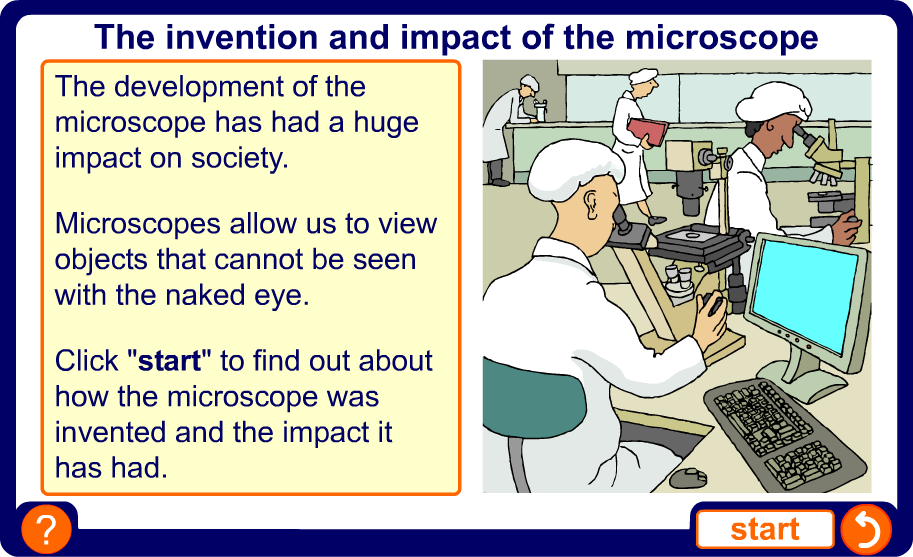 The invention and impact of the microscope
The development of the
microscope has had a huge
impact on society.
Microscopes allow us to view
objects that cannot be seen
with the naked eye.
Click "start" to find out about
how the microscope was
invented and the impact it
has had.
?
start